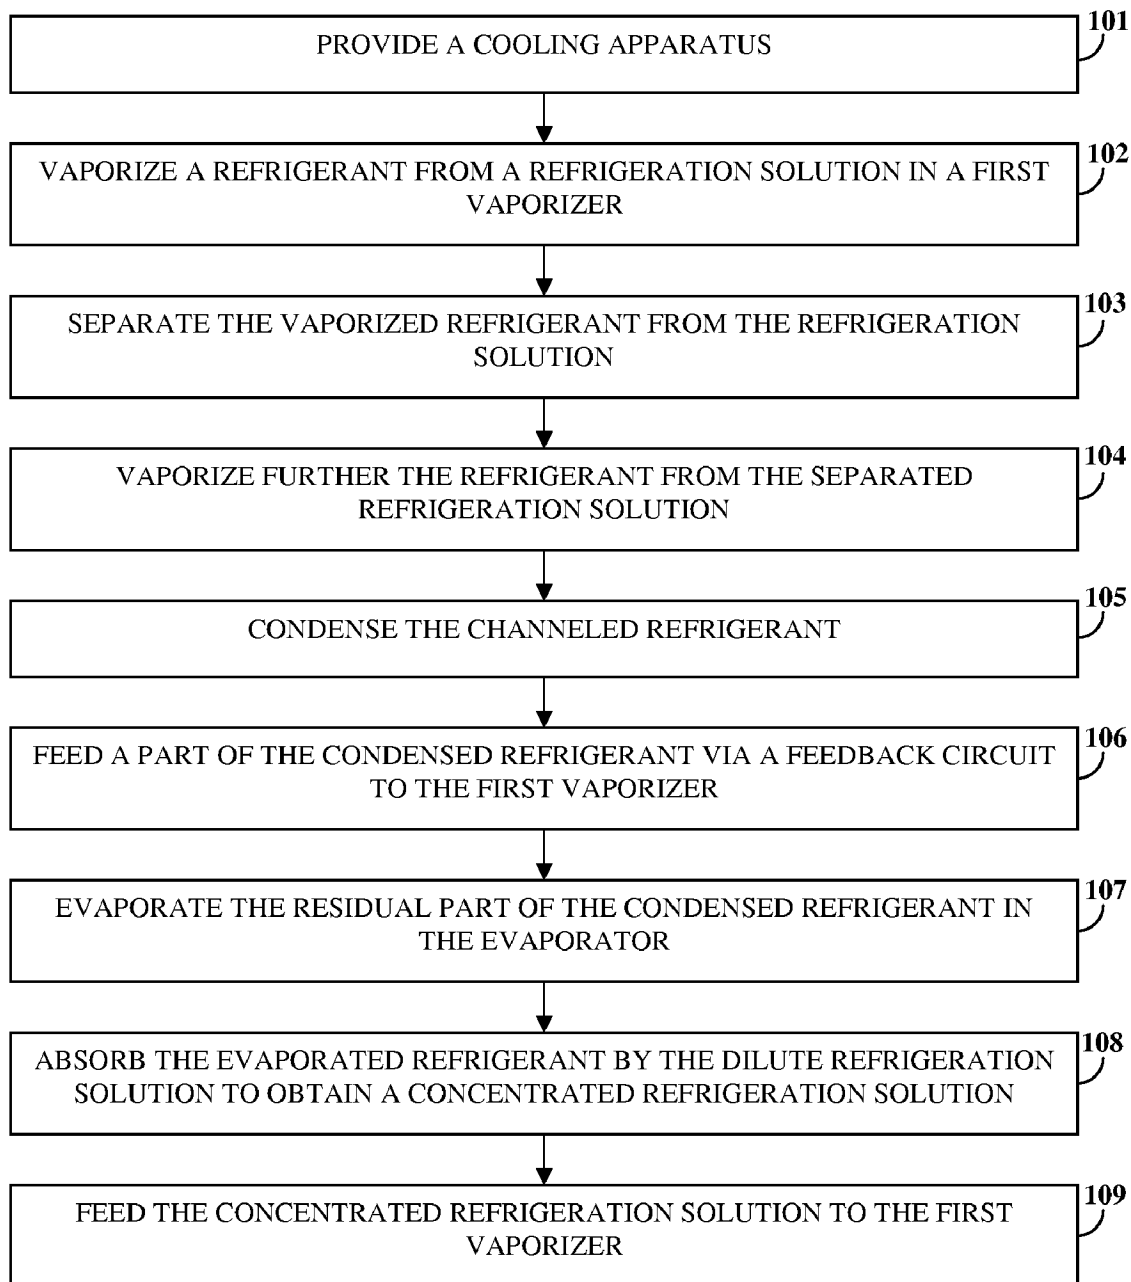 101
PROVIDE A COOLING APPARATUS
102
VAPORIZE A REFRIGERANT FROM A REFRIGERATION SOLUTION IN A FIRST
VAPORIZER
103
SEPARATE THE VAPORIZED REFRIGERANT FROM THE REFRIGERATION
SOLUTION
104
VAPORIZE FURTHER THE REFRIGERANT FROM THE SEPARATED
REFRIGERATION SOLUTION
105
CONDENSE THE CHANNELED REFRIGERANT
106
FEED A PART OF THE CONDENSED REFRIGERANT VIA A FEEDBACK CIRCUIT
TO THE FIRST VAPORIZER
107
EVAPORATE THE RESIDUAL PART OF THE CONDENSED REFRIGERANT IN
THE EVAPORATOR
108
ABSORB THE EVAPORATED REFRIGERANT BY THE DILUTE REFRIGERATION
SOLUTION TO OBTAIN A CONCENTRATED REFRIGERATION SOLUTION
109
FEED THE CONCENTRATED REFRIGERATION SOLUTION TO THE FIRST
VAPORIZER